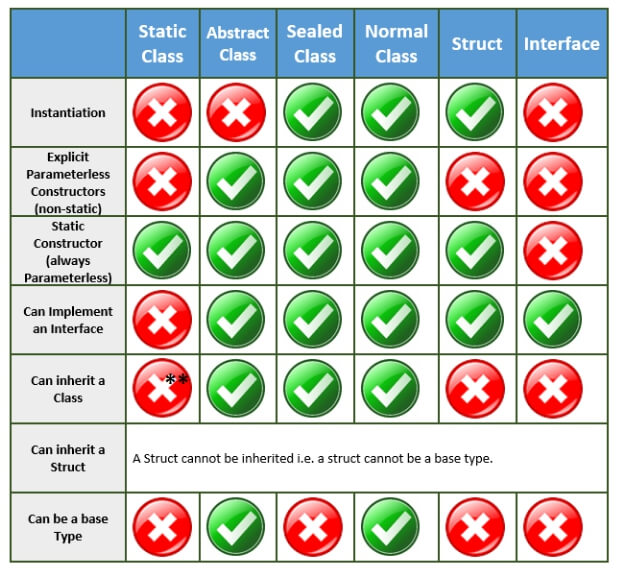 Static Class
Abstract Class
Sealed Class
Normal Class
Struct
Interface
Instantiation
Explicit
Parameterless
Constructors
(non-static)
Static
Constructor
(always
Parameterless)
Can Implement
an Interface
Can inherit a
Class
**
Can inherit a
Struct
A Struct cannot be inherited i.e. a struct cannot be a base type.
Can be a base
Type